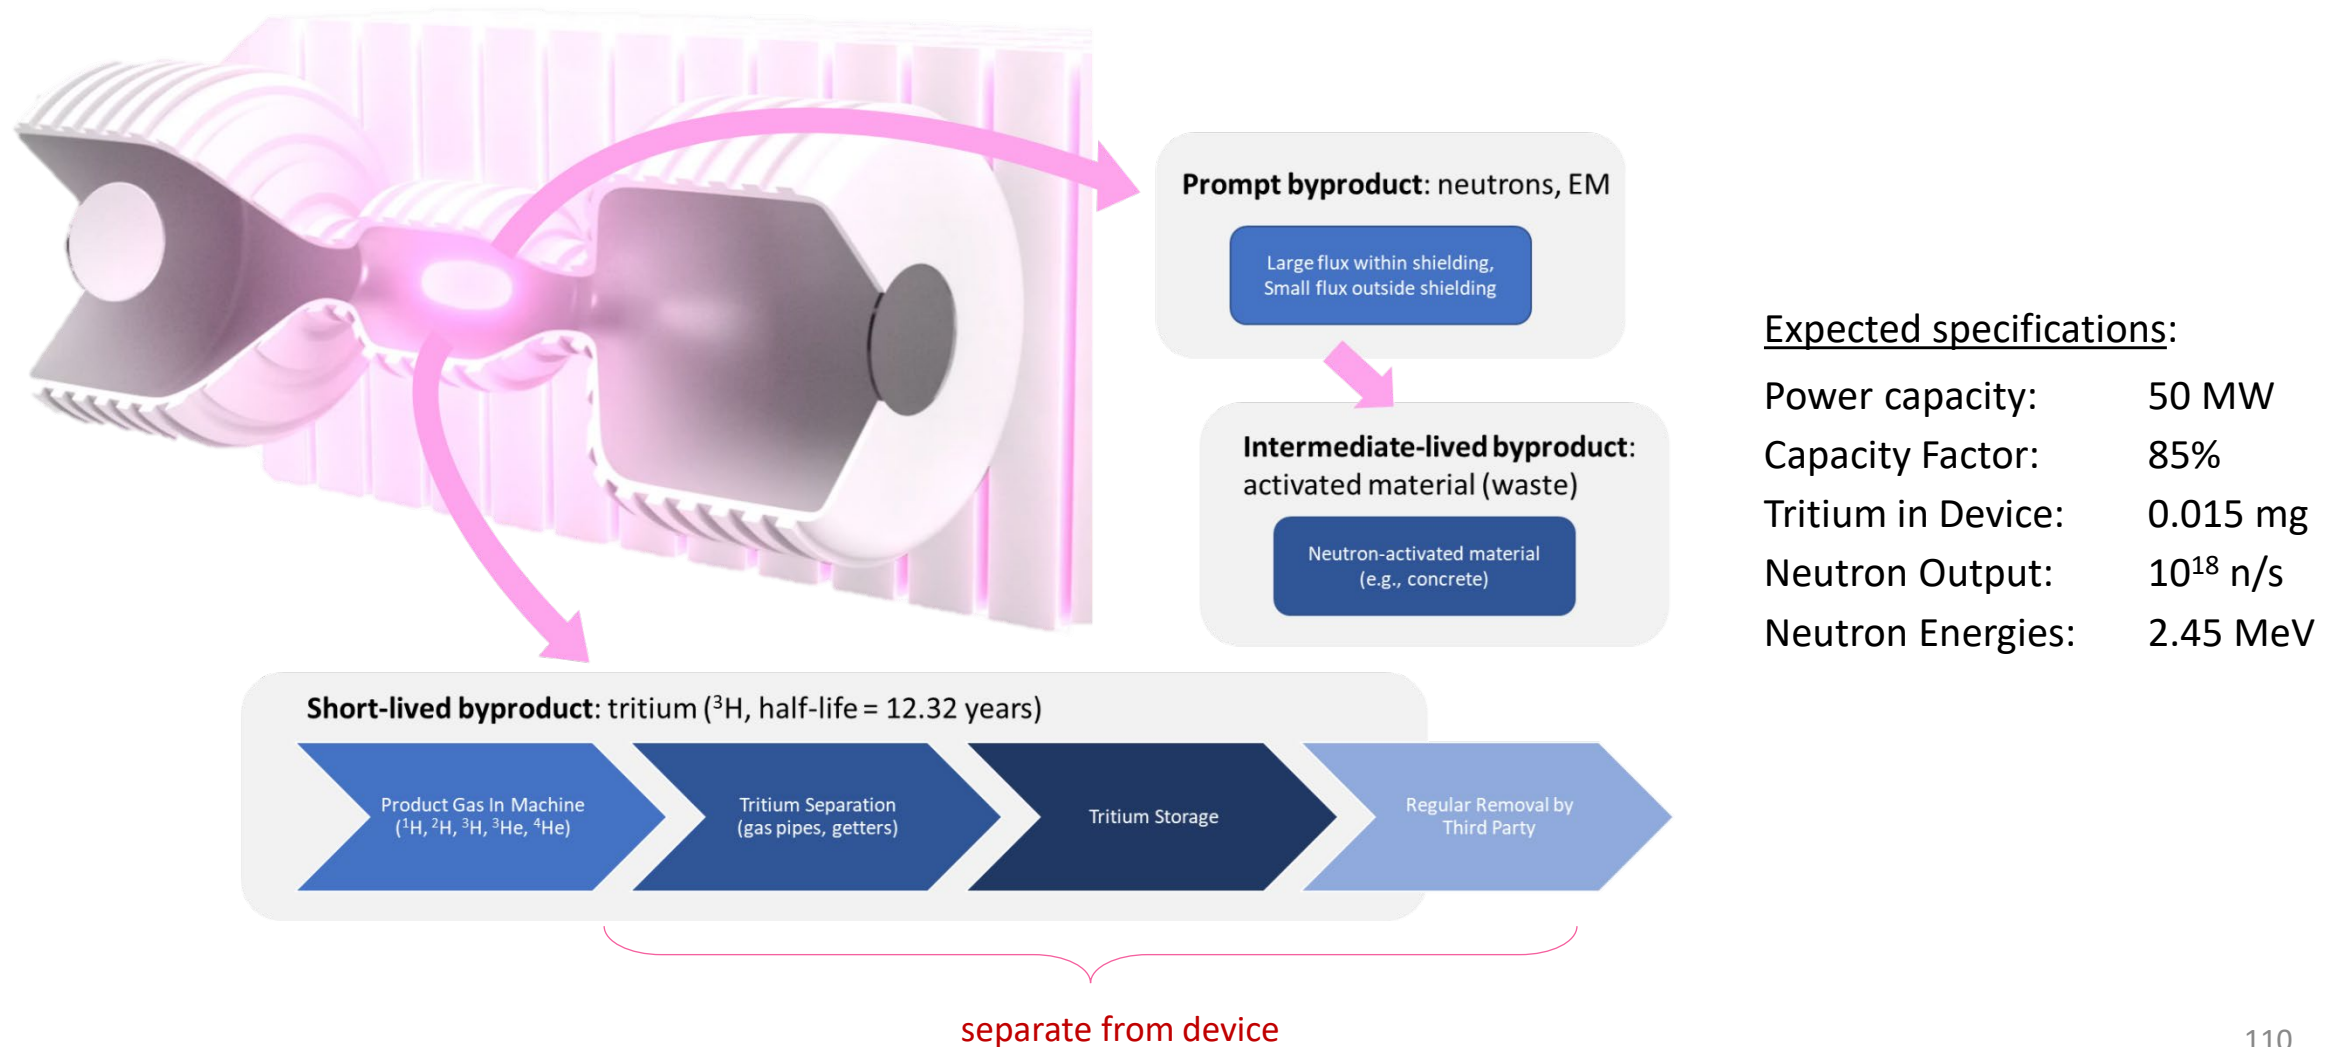 Prompt byproduct: neutrons, EM
Large flux within shielding,
Small flux outside shielding
Intermediate-lived byproduct:
activated material (waste)
Neutron-activated material
(e.g., concrete)
Expected specifications:
Power capacity: 50 MW
Capacity Factor: 85%
Tritium in Device: 0.015 mg
Neutron Output: 10¹⁸ n/s
Neutron Energies: 2.45 MeV
Short-lived byproduct: tritium (³H, half-life = 12.32 years)
Product Gas In Machine
(¹H, ²H, ³H, ³He, ⁴He)
Tritium Separation
(gas pipes, getters)
Tritium Storage
Regular Removal by
Third Party
separate from device
110